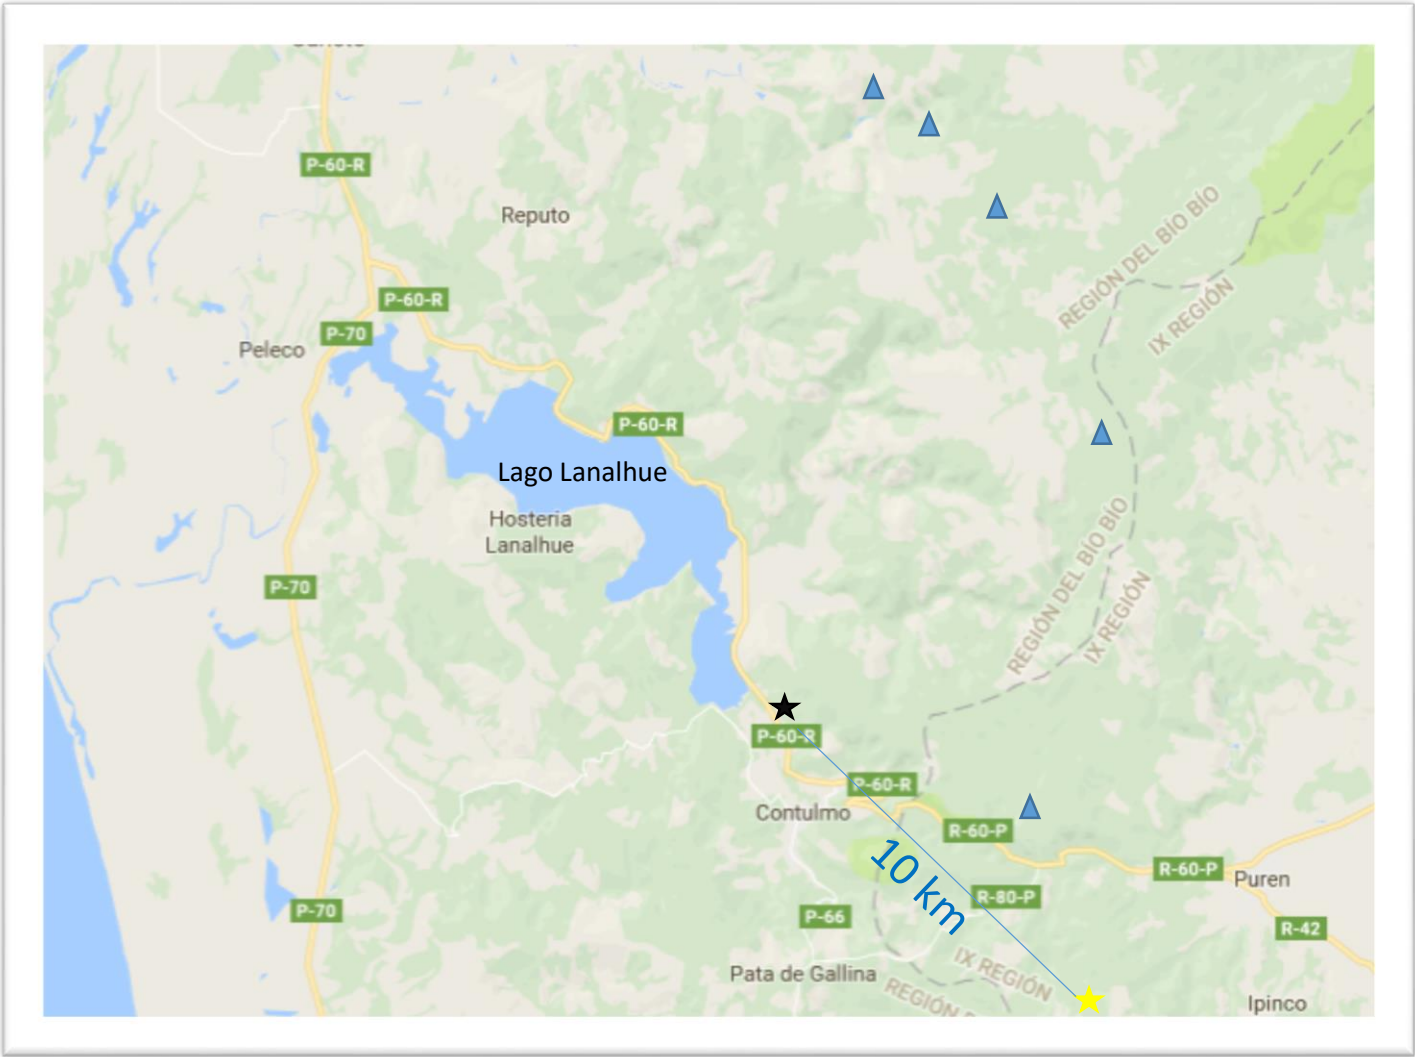 P-60-R
Reputo
REGIÓN DEL BÍO BÍO
IX REGIÓN
P-60-R
P-70
Peleco
P-60-R
Lago Lanalhue
Hosteria
Lanalhue
P-70
REGIÓN DEL BÍO BÍO
IX REGIÓN
P-60-R
P-60-R
Contulmo
R-60-P
10 km
R-60-P
Puren
R-80-P
P-70
P-66
R-42
Pata de Gallina
IX REGIÓN
Ipinco